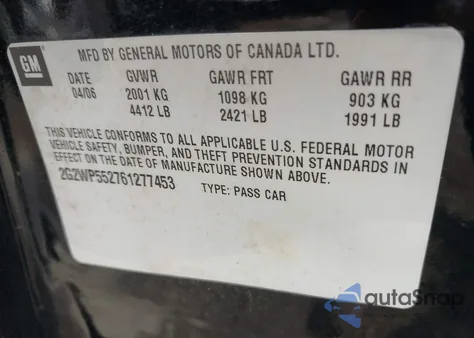 GM
MFD BY GENERAL MOTORS OF CANADA LTD.
DATE GVWR GAWR FRT GAWR RR
04/06 2001 KG 1098 KG 903 KG
4412 LB 2421 LB 1991 LB
THIS VEHICLE CONFORMS TO ALL APPLICABLE U.S. FEDERAL MOTOR
VEHICLE SAFETY, BUMPER, AND THEFT PREVENTION STANDARDS IN
EFFECT ON THE DATE OF MANUFACTURE SHOWN ABOVE.
2G2WP552761277453 TYPE: PASS CAR
autoSnap